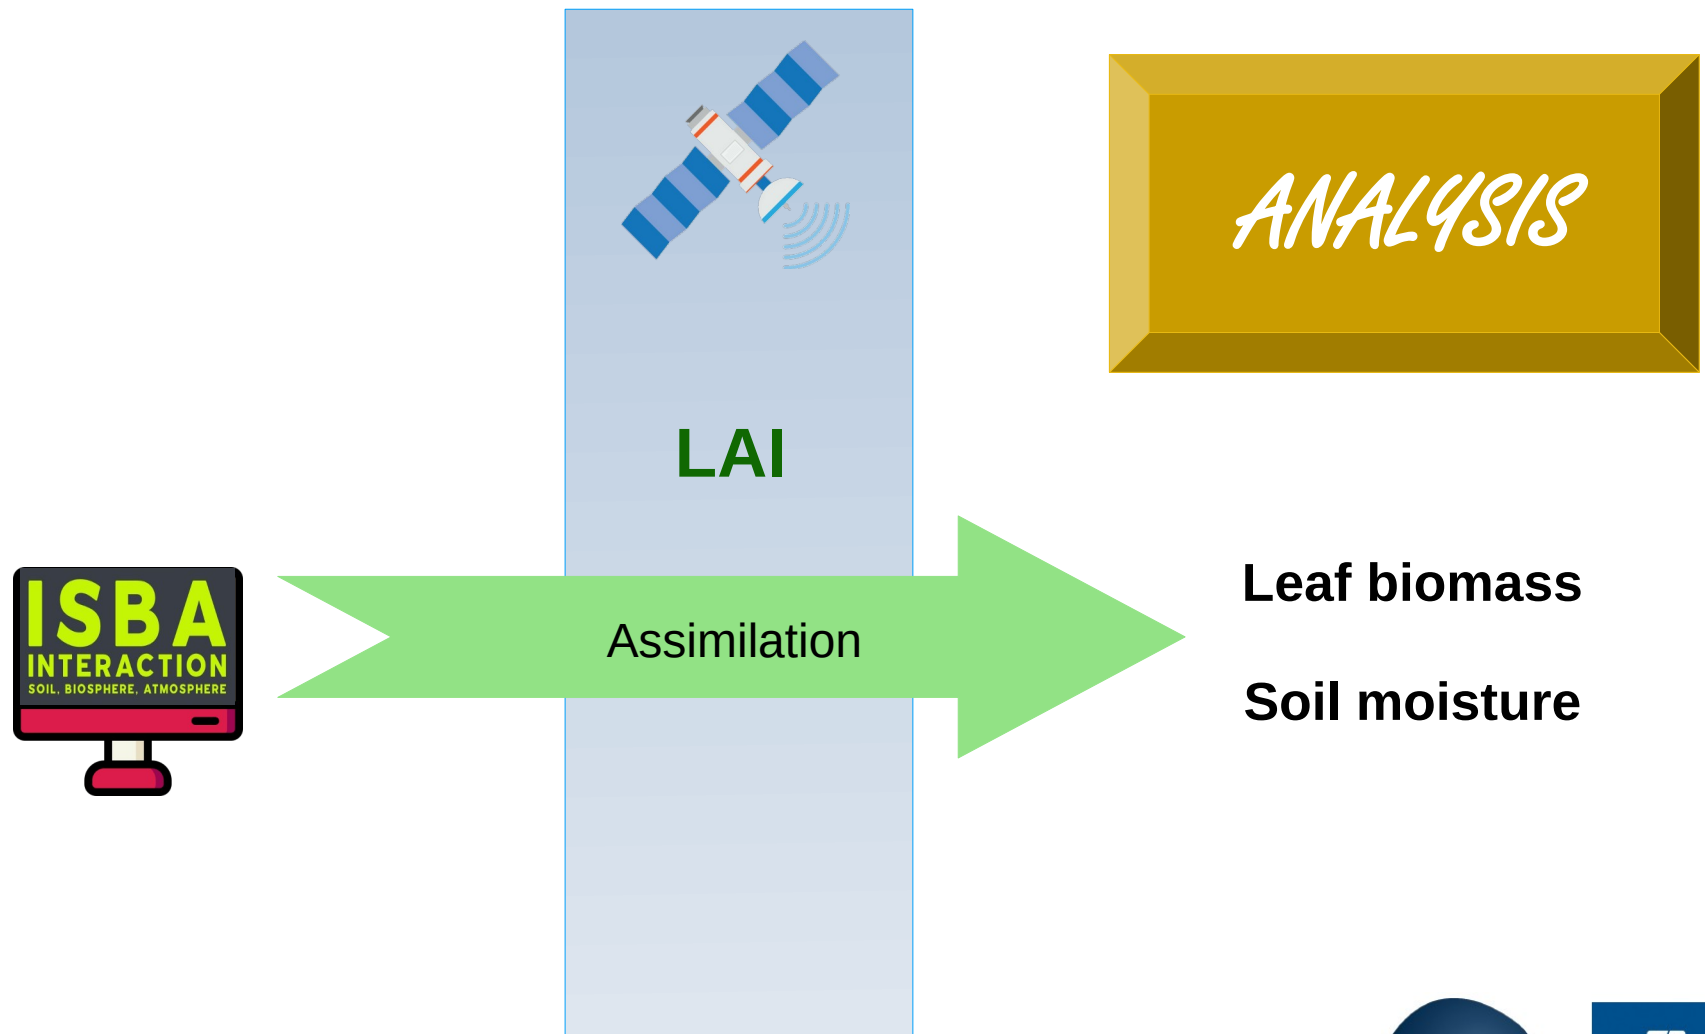 ANALYSIS
LAI
ISBA
INTERACTION
SOIL, BIOSPHERE, ATMOSPHERE
Assimilation
Leaf biomass
Soil moisture